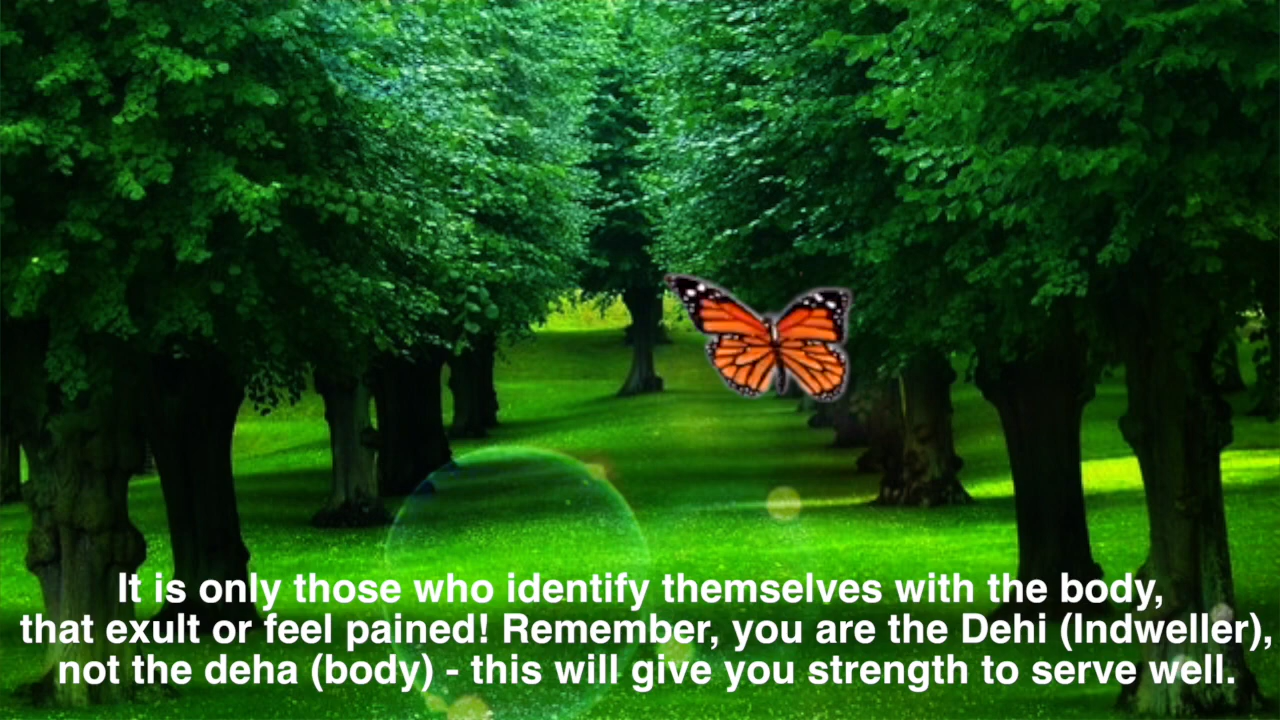 It is only those who identify themselves with the body,
that exult or feel pained! Remember, you are the Dehi (Indweller),
not the deha (body) - this will give you strength to serve well.